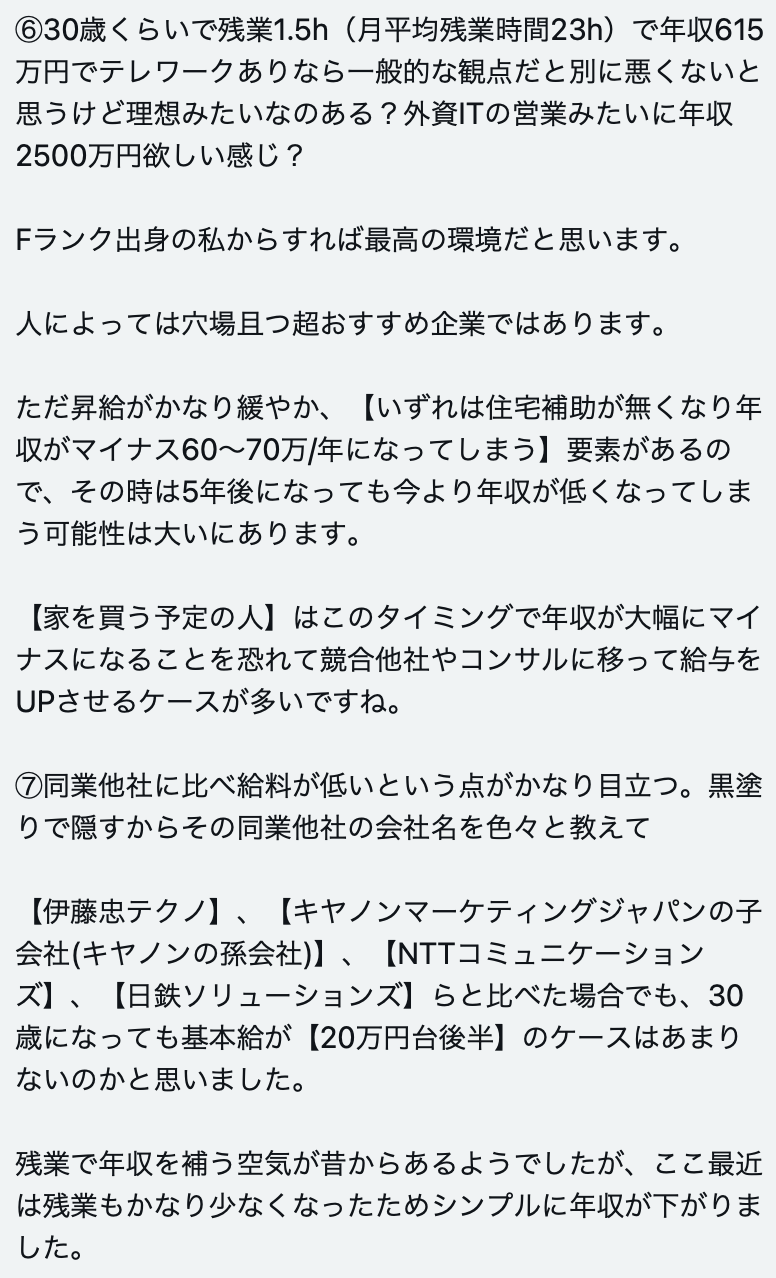 ⑥30歳くらいで残業1.5h（月平均残業時間23h）で年収615
万円でテレワークありなら一般的な観点だと別に悪くないと
思うけど理想みたいなのある？外資ITの営業みたいに年収
2500万円欲しい感じ？
Fランク出身の私からすれば最高の環境だと思います。
人によっては穴場且つ超おすすめ企業ではあります。
ただ昇給がかなり緩やか、【いずれは住宅補助が無くなり年
収がマイナス60〜70万/年になってしまう】要素があるの
で、その時は5年後になっても今より年収が低くなってしま
う可能性は大いにあります。
【家を買う予定の人】はこのタイミングで年収が大幅にマイ
ナスになることを恐れて競合他社やコンサルに移って給与を
UPさせるケースが多いですね。
⑦同業他社に比べ給料が低いという点がかなり目立つ。黒塗
りで隠すからその同業他社の会社名を色々と教えて
【伊藤忠テクノ】、【キヤノンマーケティングジャパンの子
会社(キヤノンの孫会社)】、【NTTコミュニケーション
ズ】、【日鉄ソリューションズ】らと比べた場合でも、30
歳になっても基本給が【20万円台後半】のケースはあまり
ないのかと思いました。
残業で年収を補う空気が昔からあるようでしたが、ここ最近
は残業もかなり少なくなったためシンプルに年収が下がりま
した。